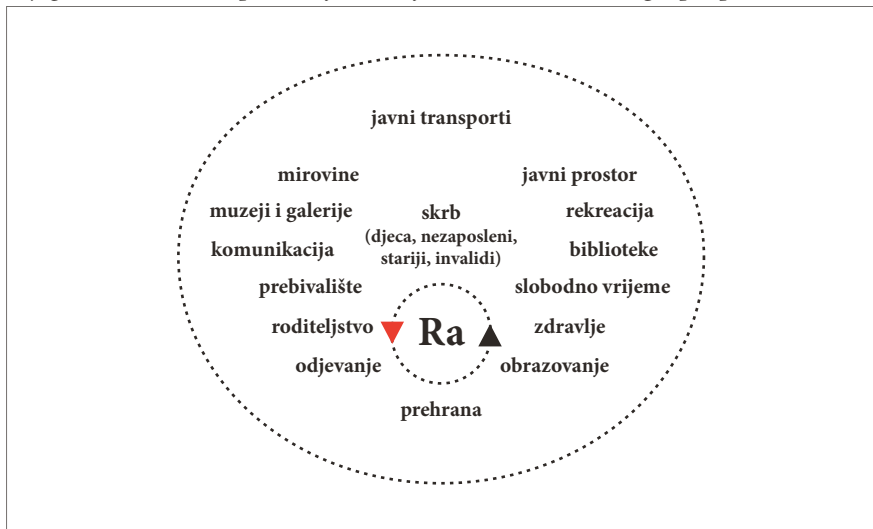 javni transporti
mirovine
javni prostor
muzeji i galerije
skrb
rekreacija
(djeca, nezaposleni,
komunikacija
biblioteke
stariji, invalidi)
prebivalište
slobodno vrijeme
roditeljstvo
Ra
zdravlje
odjevanje
obrazovanje
prehrana